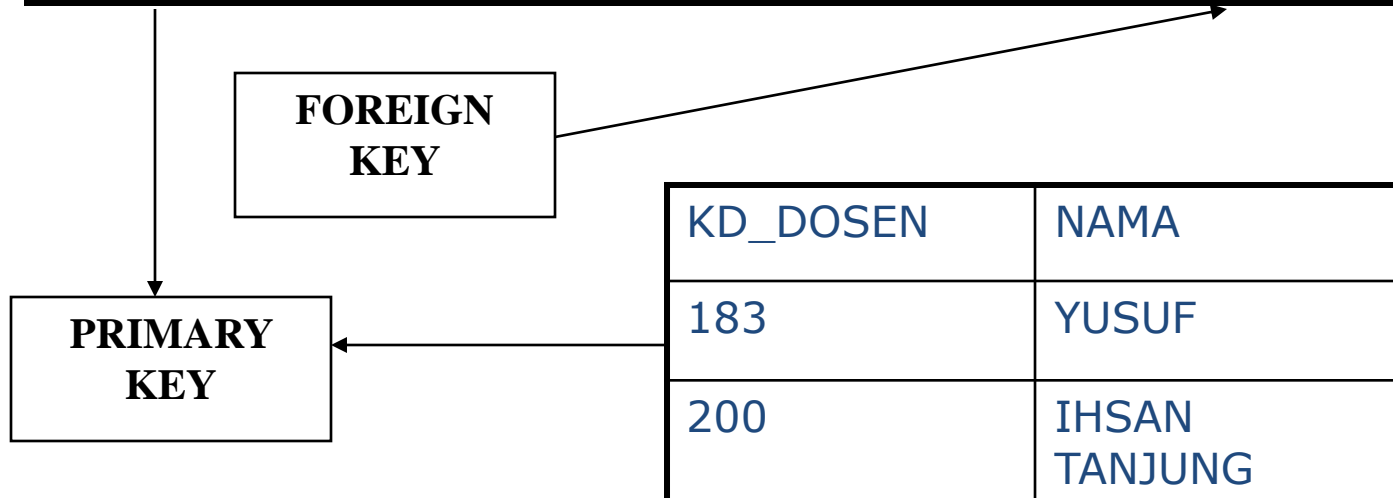 FOREIGN
KEY
KD_DOSEN NAMA
183 YUSUF
PRIMARY
KEY
200 IHSAN
TANJUNG